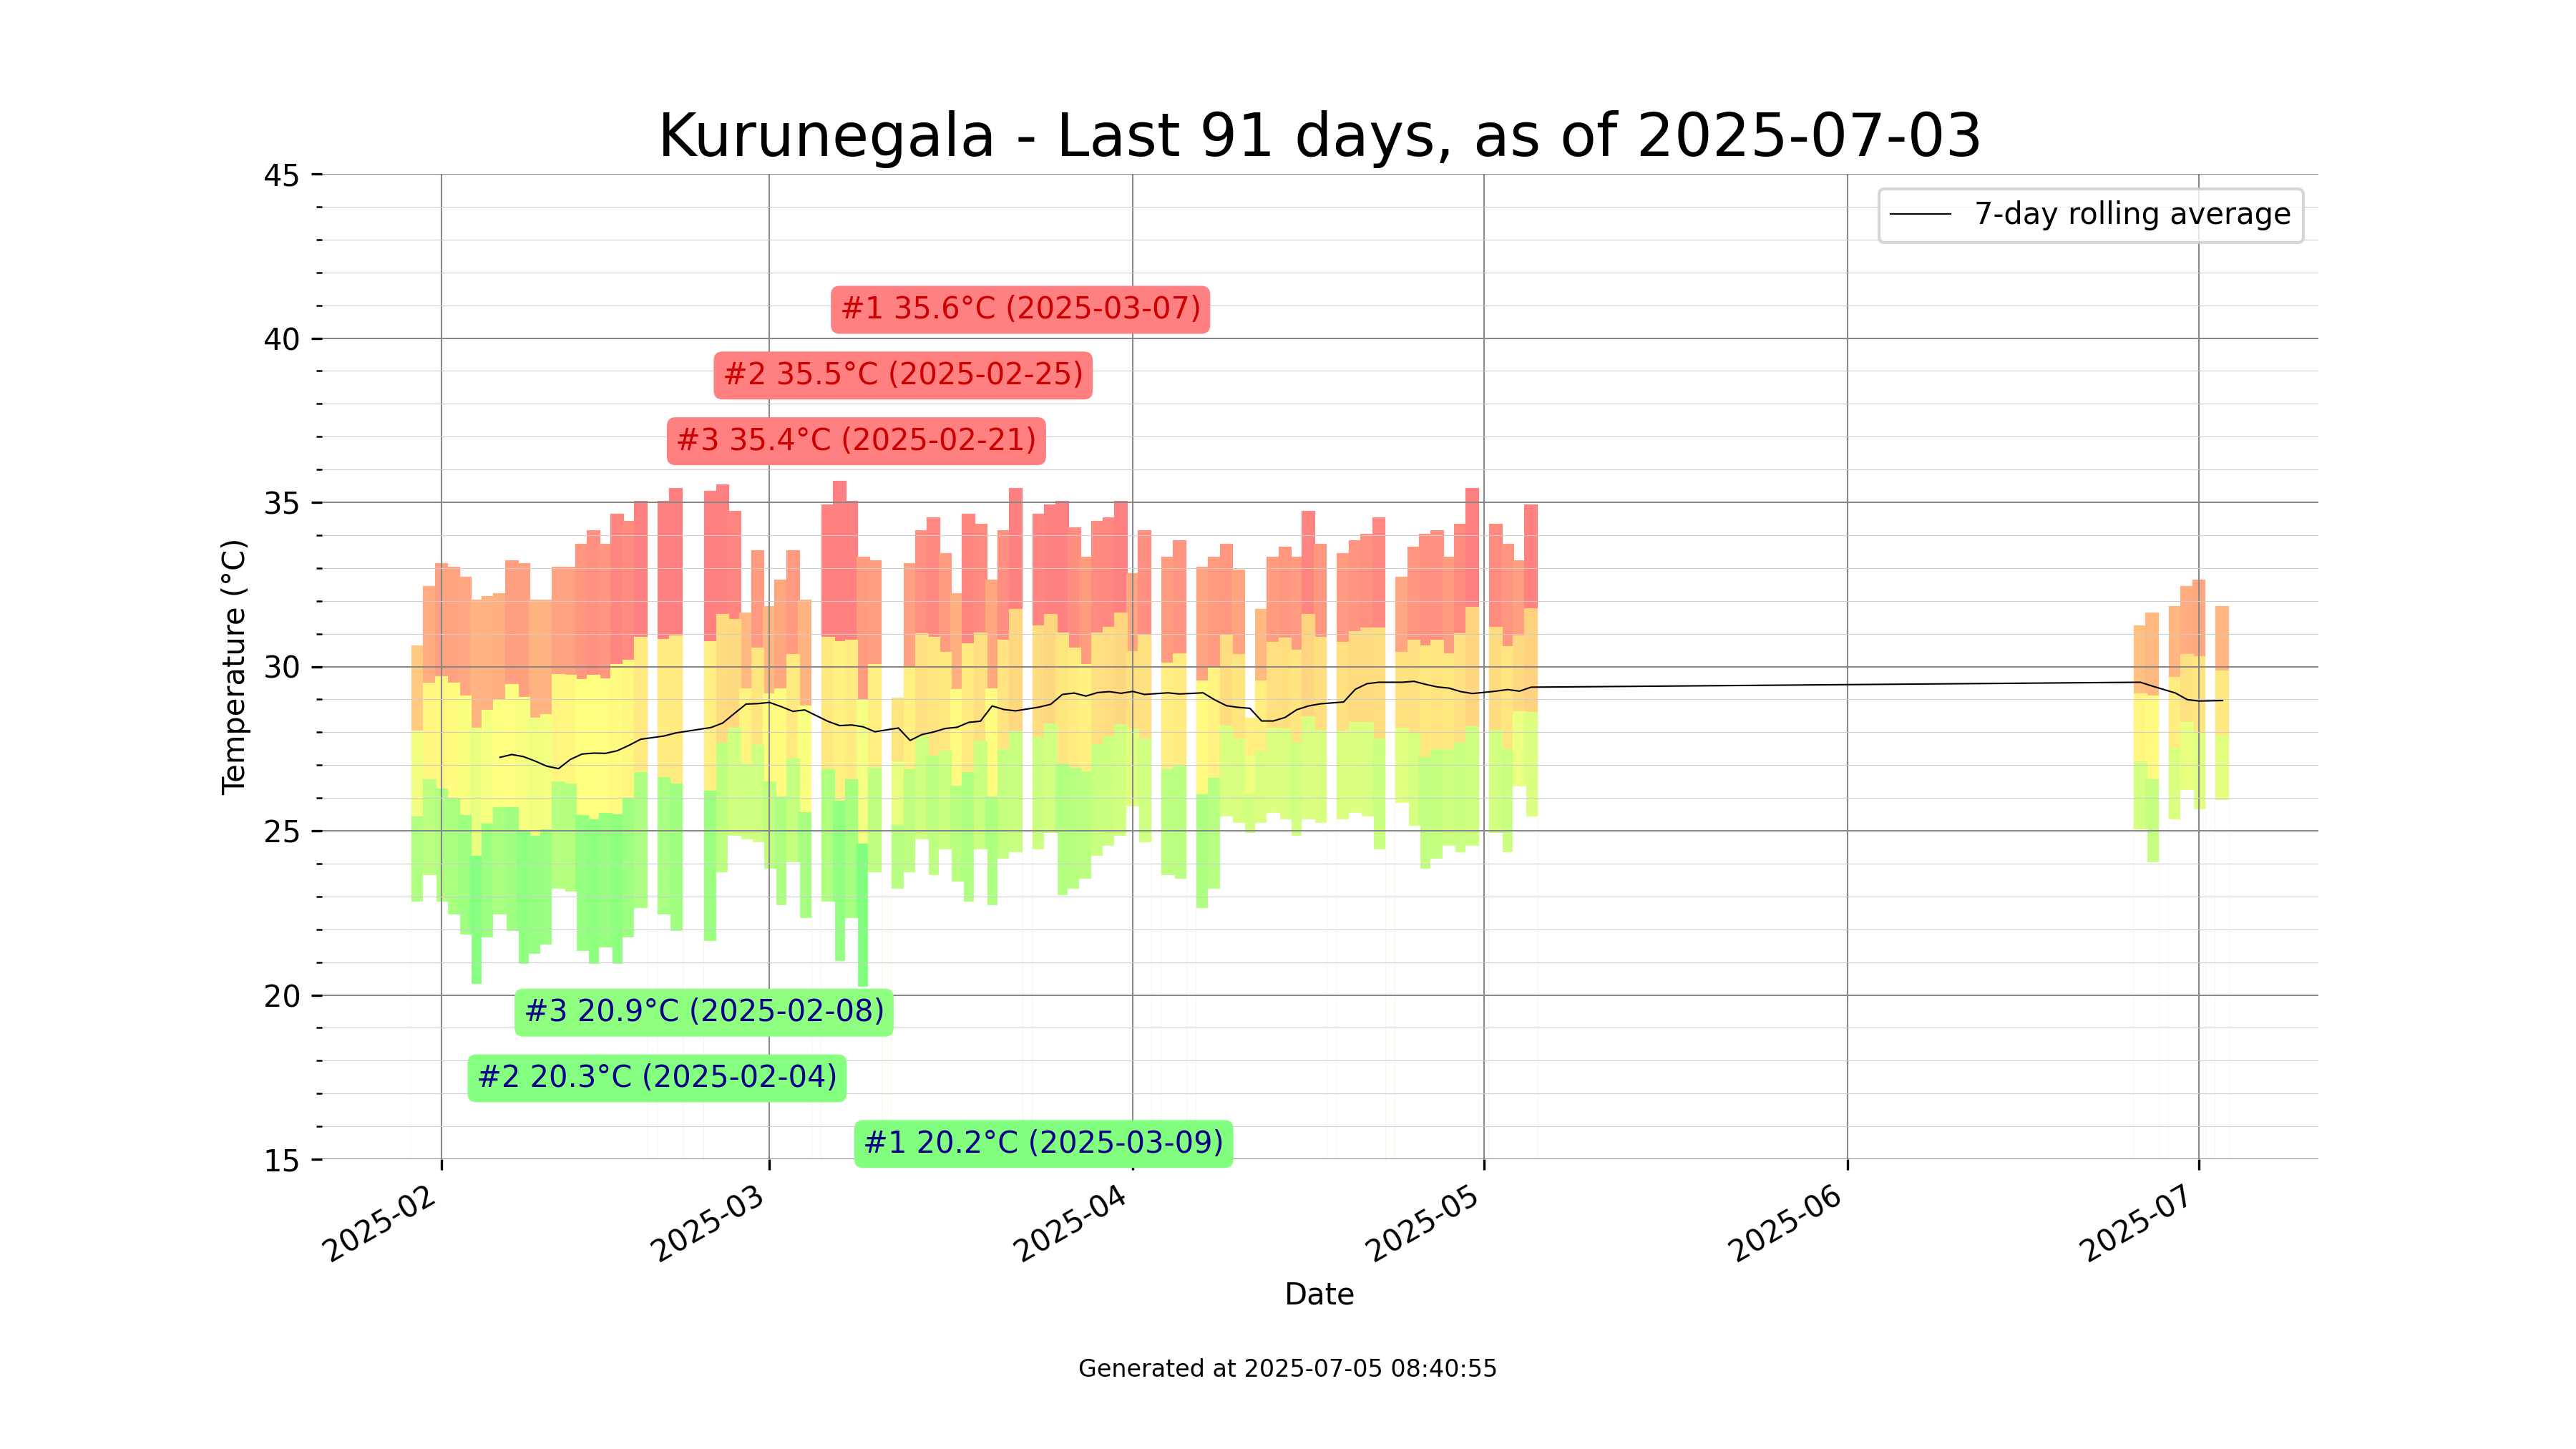 Kurunegala - Last 91 days, as of 2025-07-03
45
7-day rolling average
#1 35.6°C (2025-03-07)
40
#2 35.5°C (2025-02-25)
#3 35.4°C (2025-02-21)
35
30
Temperature (°C)
25
20
#3 20.9°C (2025-02-08)
#2 20.3°C (2025-02-04)
#1 20.2°C (2025-03-09)
15
2025-02 2025-03 2025-04 2025-05 2025-06 2025-07
Date
Generated at 2025-07-05 08:40:55